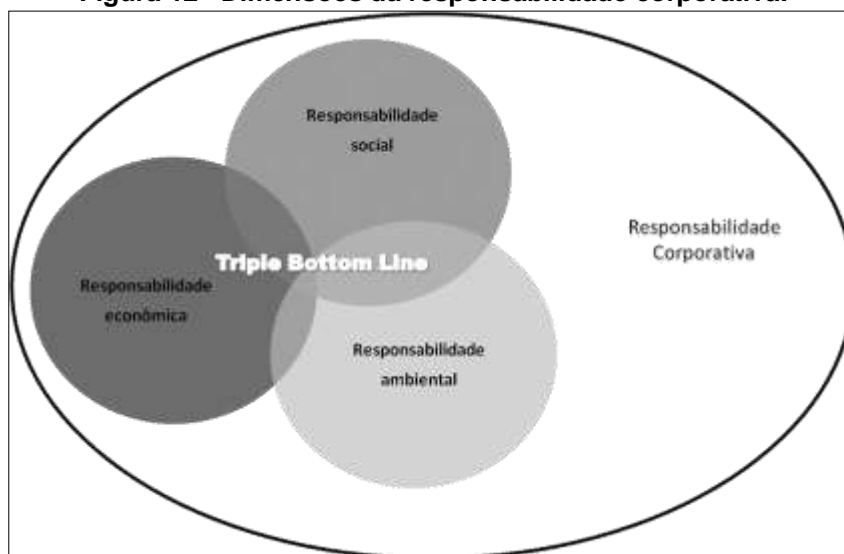 Figura 12 - Dimensões da responsabilidade corporativa.
Responsabilidade
social
Responsabilidade
Corporativa
Triple Bottom Line
Responsabilidade
econômica
Responsabilidade
ambiental